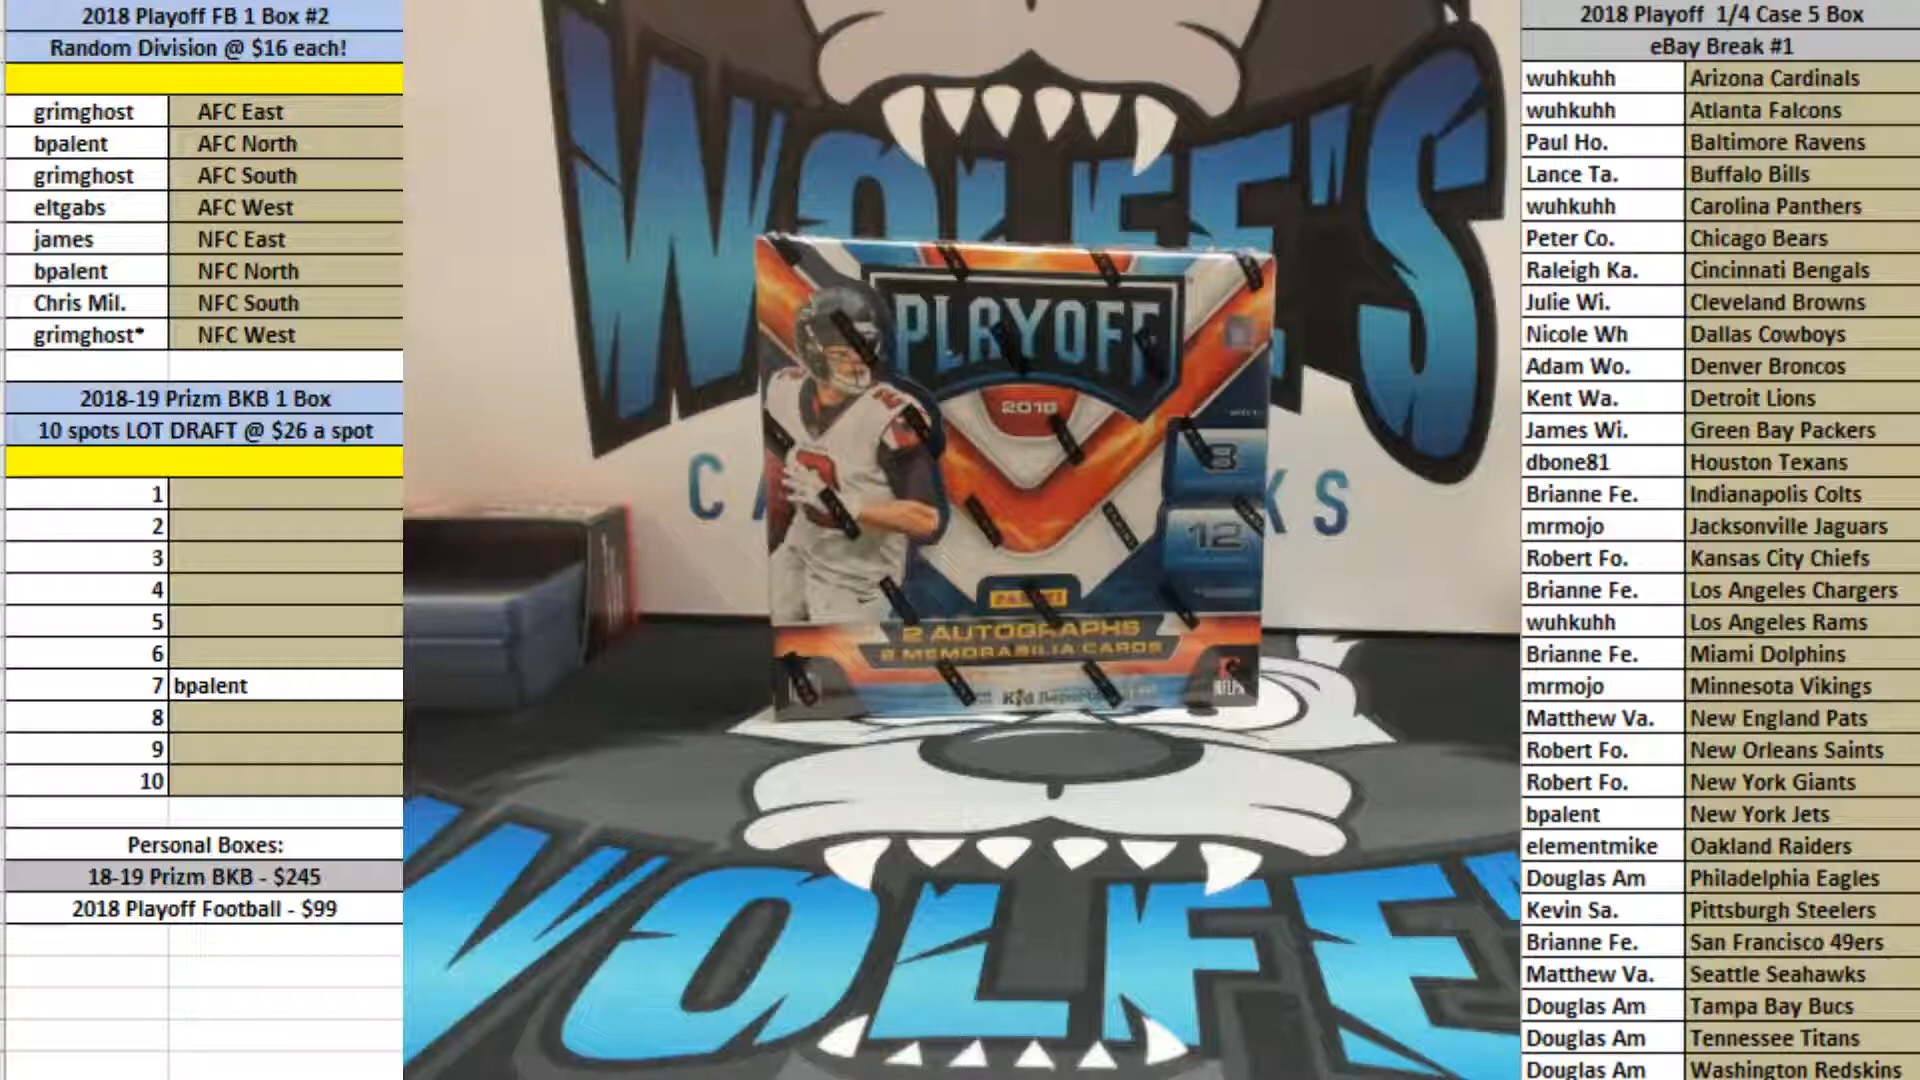 2018 Playoff FB 1 Box #2
Random Division @ $16 each!
grimghost AFC East
bpalent AFC North
grimghost AFC South
eltgabs AFC West
james NFC East
bpalent NFC North
Chris Mil. NFC South
grimghost* NFC West
2018-19 Prizm BKB 1 Box
10 spots LOT DRAFT @ $26 a spot
1
2
3
4
5
6
7 bpalent
8
9
10
Personal Boxes:
18-19 Prizm BKB - $245
2018 Playoff Football - $99
WOLFE'S
CA
KS
PLAYOFF
2018
8
12
PANINI
2 AUTOGRAPHS
2 MEMORABILIA CARDS
WOLFE'
2018 Playoff 1/4 Case 5 Box
eBay Break #1
wuhkuhh Arizona Cardinals
wuhkuhh Atlanta Falcons
Paul Ho. Baltimore Ravens
Lance Ta. Buffalo Bills
wuhkuhh Carolina Panthers
Peter Co. Chicago Bears
Raleigh Ka. Cincinnati Bengals
Julie Wi. Cleveland Browns
Nicole Wh Dallas Cowboys
Adam Wo. Denver Broncos
Kent Wa. Detroit Lions
James Wi. Green Bay Packers
dbone81 Houston Texans
Brianne Fe. Indianapolis Colts
mrmojo Jacksonville Jaguars
Robert Fo. Kansas City Chiefs
Brianne Fe. Los Angeles Chargers
wuhkuhh Los Angeles Rams
Brianne Fe. Miami Dolphins
mrmojo Minnesota Vikings
Matthew Va. New England Pats
Robert Fo. New Orleans Saints
Robert Fo. New York Giants
bpalent New York Jets
elementmike Oakland Raiders
Douglas Am Philadelphia Eagles
Kevin Sa. Pittsburgh Steelers
Brianne Fe. San Francisco 49ers
Matthew Va. Seattle Seahawks
Douglas Am Tampa Bay Bucs
Douglas Am Tennessee Titans
Douglas Am Washington Redskins